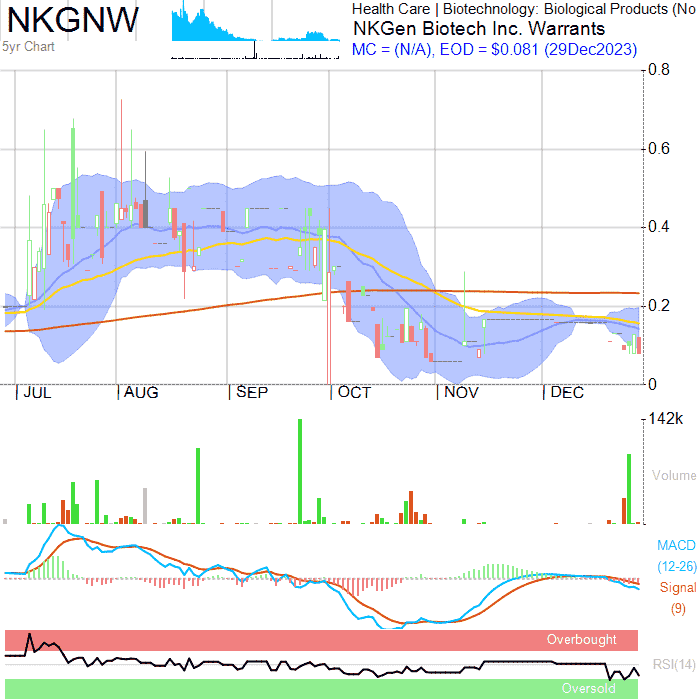 NKGNW
5yr Chart
Health Care | Biotechnology: Biological Products (No
NKGen Biotech Inc. Warrants
MC = (N/A), EOD = $0.081 (29Dec2023)
0.8
0.6
0.4
0.2
0
JUL AUG SEP OCT NOV DEC
142k
Volume
MACD
(12-26)
Signal
(9)
Overbought
RSI(14)
Oversold